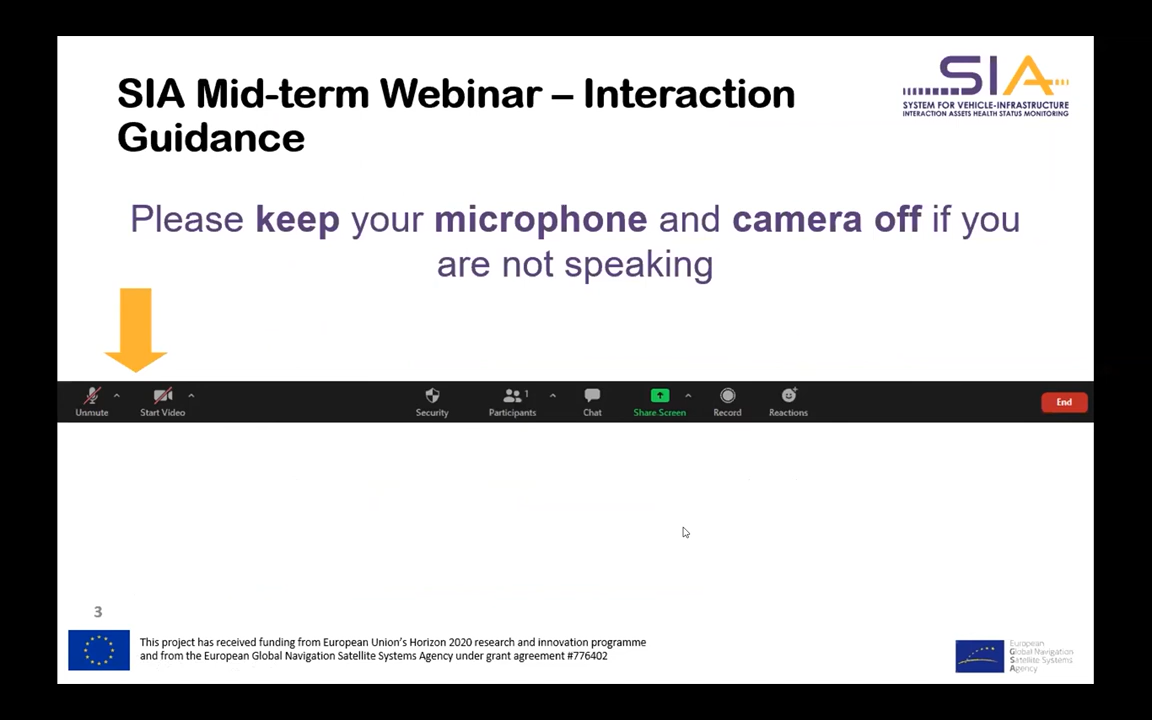 SIA Mid-term Webinar – Interaction
Guidance
SIA
SYSTEM FOR VEHICLE-INFRASTRUCTURE
INTERACTION ASSETS HEALTH STATUS MONITORING
Please keep your microphone and camera off if you
are not speaking
Unmute
Start Video
Security
1
Participants
Chat
Share Screen
Record
Reactions
End
3
This project has received funding from European Union's Horizon 2020 research and innovation programme
and from the European Global Navigation Satellite Systems Agency under grant agreement #776402
European
Global Navigation
Satellite Systems
Agency